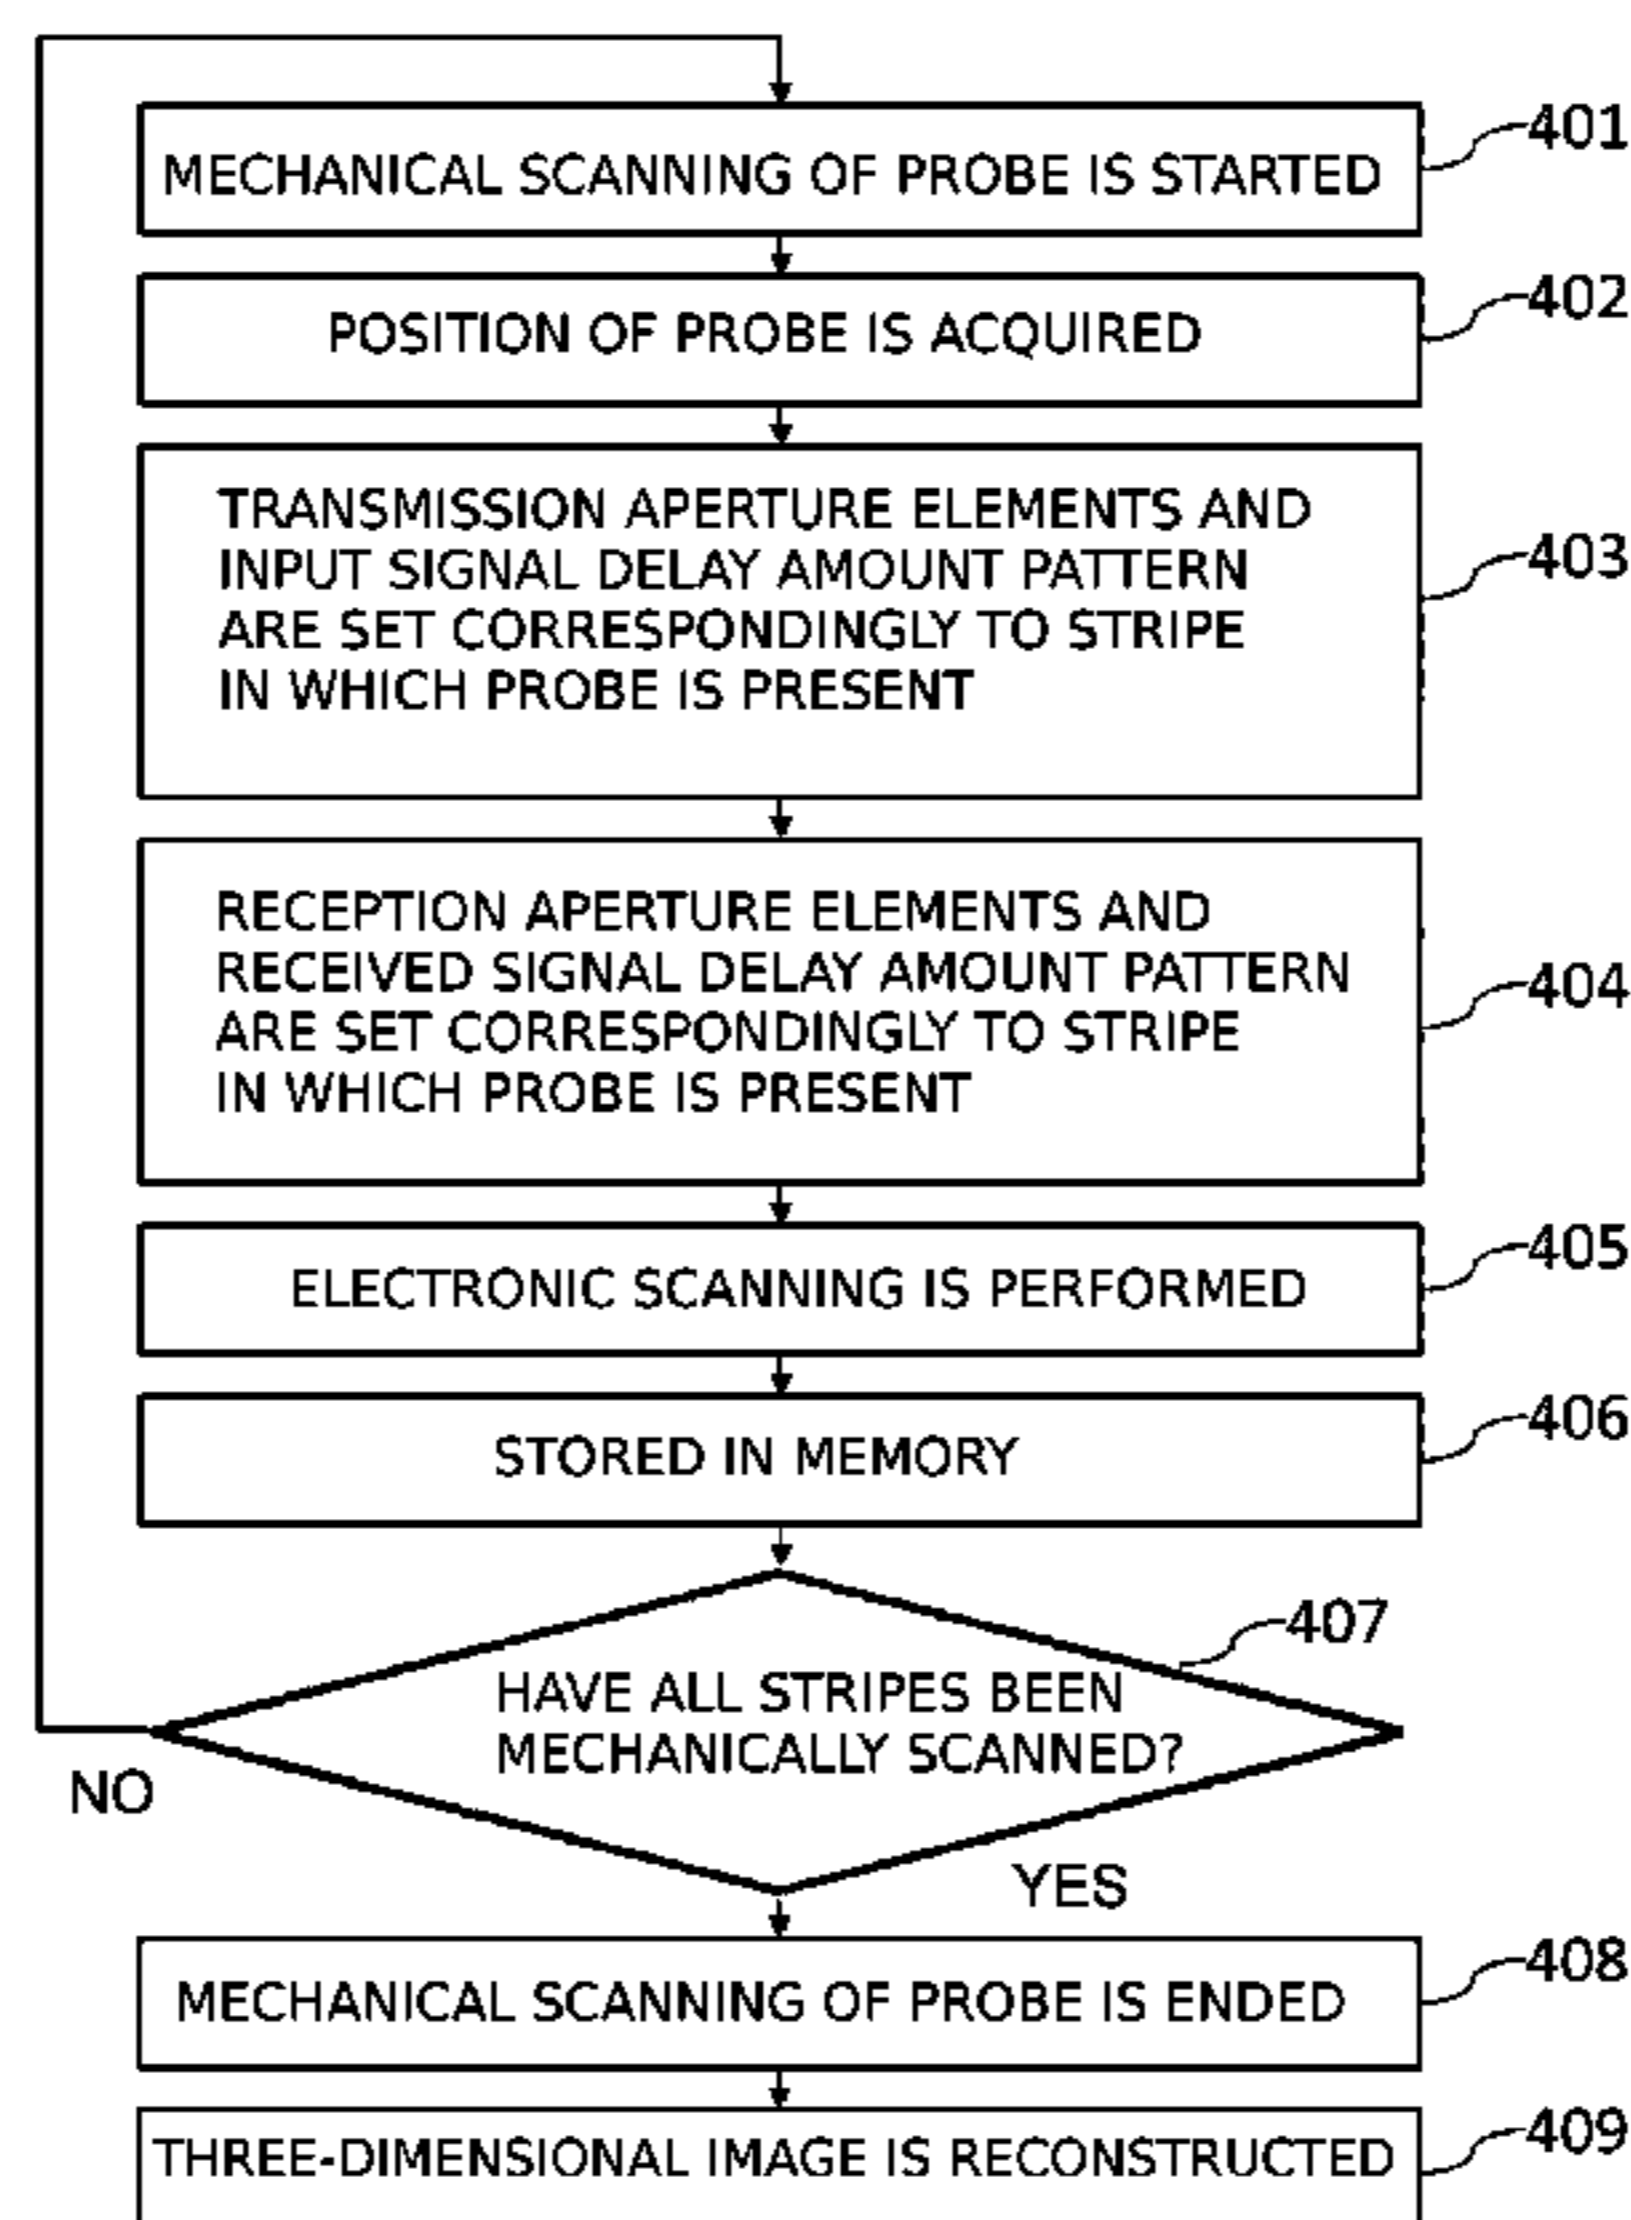 401
MECHANICAL SCANNING OF PROBE IS STARTED
402
POSITION OF PROBE IS ACQUIRED
TRANSMISSION APERTURE ELEMENTS AND
INPUT SIGNAL DELAY AMOUNT PATTERN
403
ARE SET CORRESPONDINGLY TO STRIPE
IN WHICH PROBE IS PRESENT
RECEPTION APERTURE ELEMENTS AND
RECEIVED SIGNAL DELAY AMOUNT PATTERN
404
ARE SET CORRESPONDINGLY TO STRIPE
IN WHICH PROBE IS PRESENT
405
ELECTRONIC SCANNING IS PERFORMED
406
STORED IN MEMORY
407
HAVE ALL STRIPES BEEN
MECHANICALLY SCANNED?
NO
YES
408
MECHANICAL SCANNING OF PROBE IS ENDED
409
THREE-DIMENSIONAL IMAGE IS RECONSTRUCTED